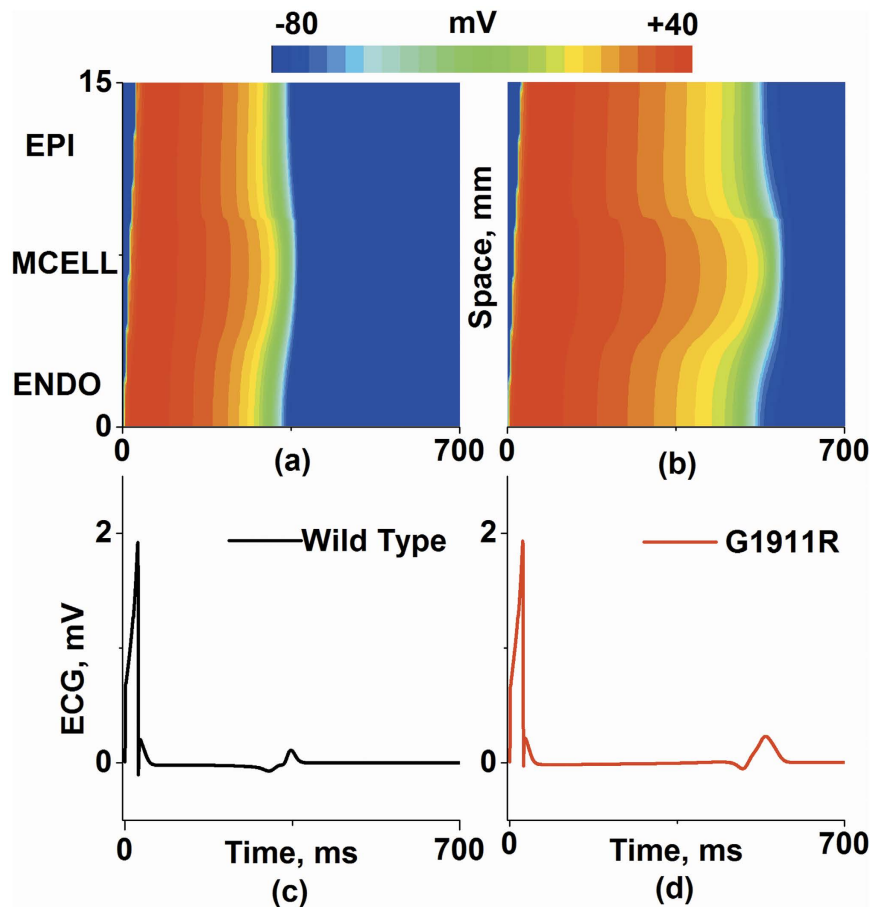 -80 mV +40
15
EPI
MCELL
ENDO
0
Space, mm
0 700
(a)
0 700
(b)
2
Wild Type
ECG, mV
0
0 Time, ms 700
(c)
2
G1911R
0
0 Time, ms 700
(d)